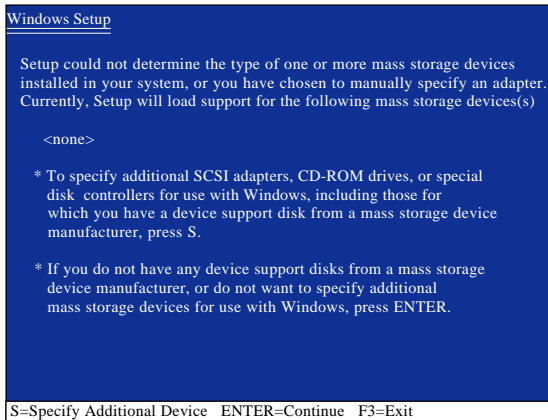 Windows Setup
Setup could not determine the type of one or more mass storage devices
installed in your system, or you have chosen to manually specify an adapter.
Currently, Setup will load support for the following mass storage devices(s)
<none>
* To specify additional SCSI adapters, CD-ROM drives, or special
disk controllers for use with Windows, including those for
which you have a device support disk from a mass storage device
manufacturer, press S.
* If you do not have any device support disks from a mass storage
device manufacturer, or do not want to specify additional
mass storage devices for use with Windows, press ENTER.
S=Specify Additional Device ENTER=Continue F3=Exit